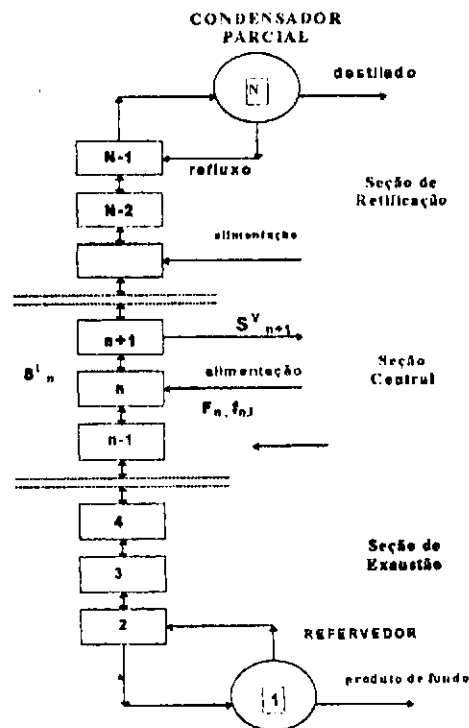 CONDENSADOR
PARCIAL
N
destilado
N-1
refluxo
N-2
Seção de
Retificação
alimentação
n+1
S^V n+1
S^L n
n
alimentação
Seção
Central
F n, f n,i
n-1
4
3
Seção de
Exaustão
2
REFERVEDOR
1
produto de fundo